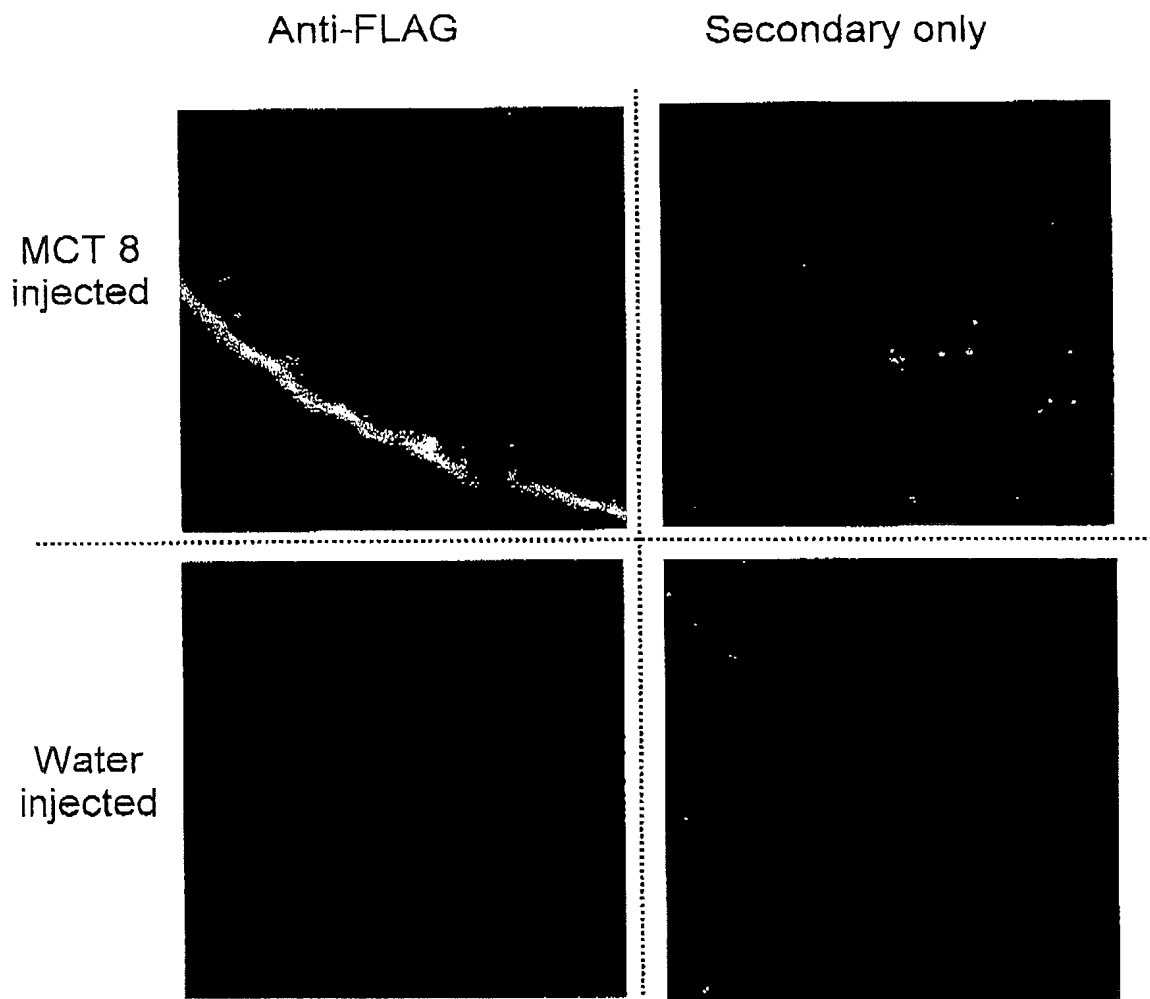 Anti-FLAG
Secondary only
MCT 8
injected
Water
injected